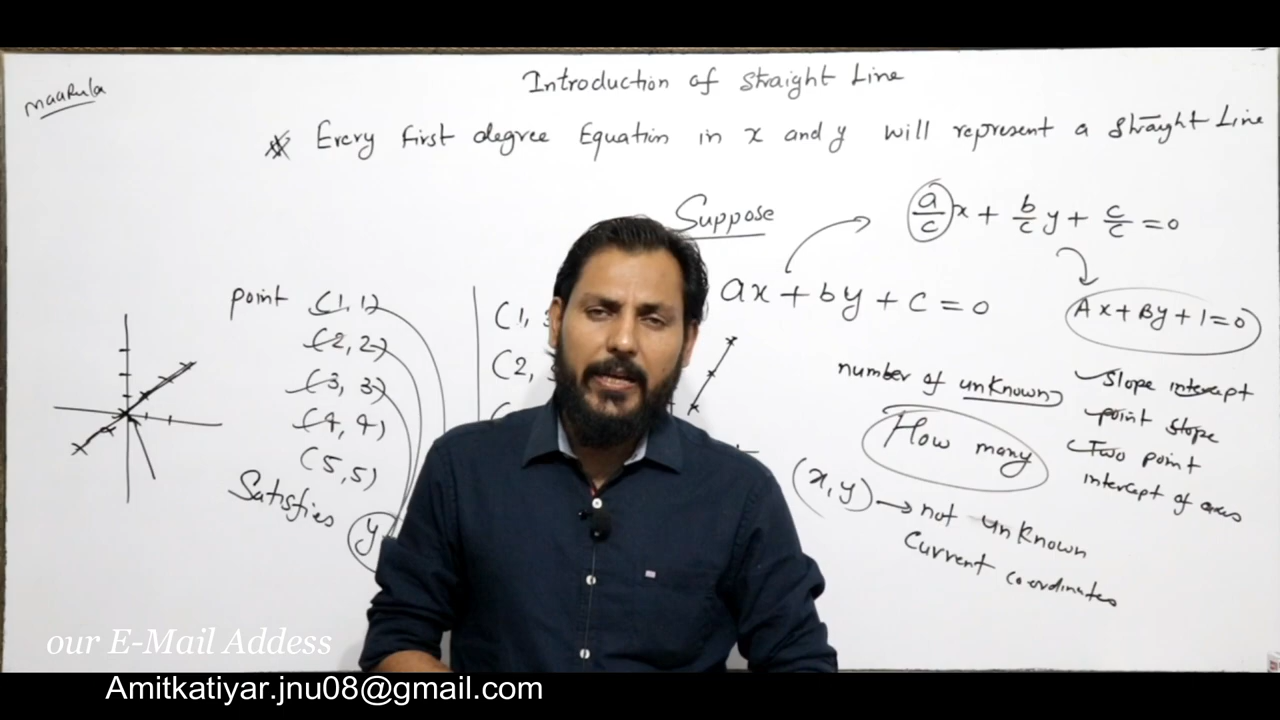 maarula
Introduction of straight Line
Every first degree Equation in x and y will represent a straight Line
Suppose
a/c x + b/c y + c/c = 0
ax + by + c = 0
Ax + By + 1 = 0
point (1, 1)
(2, 2)
(3, 3)
(4, 4)
(5, 5)
Satisfies y
(1, 3
(2,
number of unknown
How many
(x, y) → not unknown
Current coordinates
slope intercept
point slope
Two point
intercept of axes
our E-Mail Addess
Amitkatiyar.jnu08@gmail.com